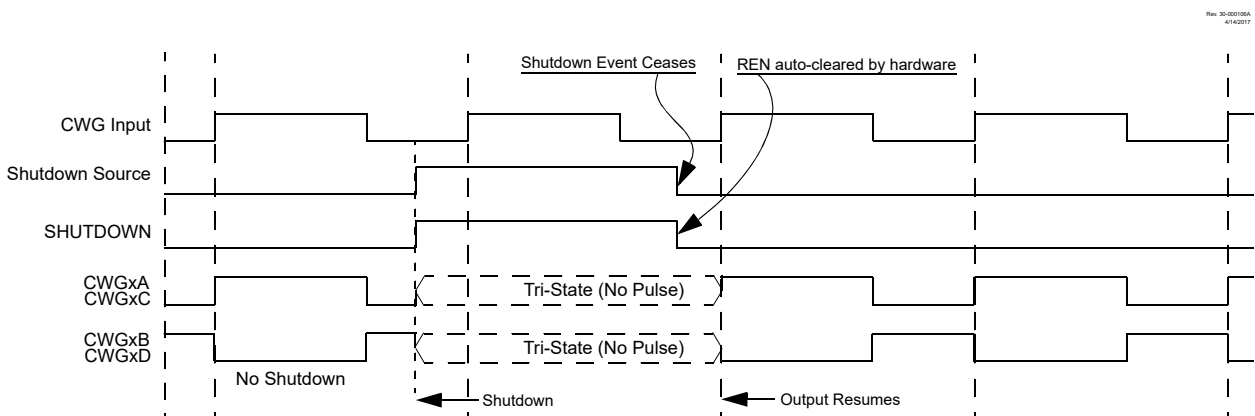 Rev. 30-000106A
4/14/2017
Shutdown Event Ceases
REN auto-cleared by hardware
CWG Input
Shutdown Source
SHUTDOWN
CWGxA
CWGxC
Tri-State (No Pulse)
CWGxB
CWGxD
Tri-State (No Pulse)
No Shutdown
Shutdown
Output Resumes